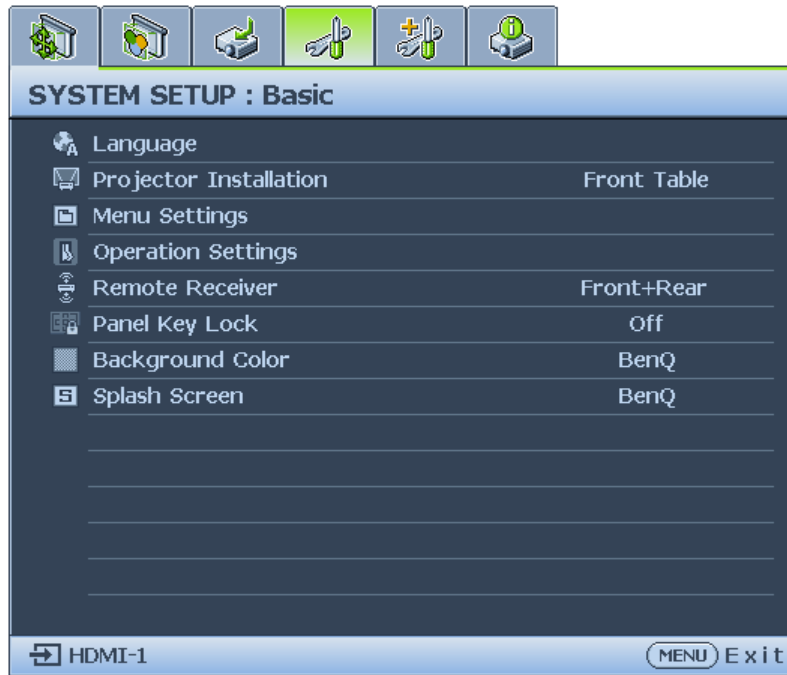 SYSTEM SETUP : Basic
Language
Projector Installation Front Table
Menu Settings
Operation Settings
Remote Receiver Front+Rear
Panel Key Lock Off
Background Color BenQ
Splash Screen BenQ
HDMI-1 MENU Exit